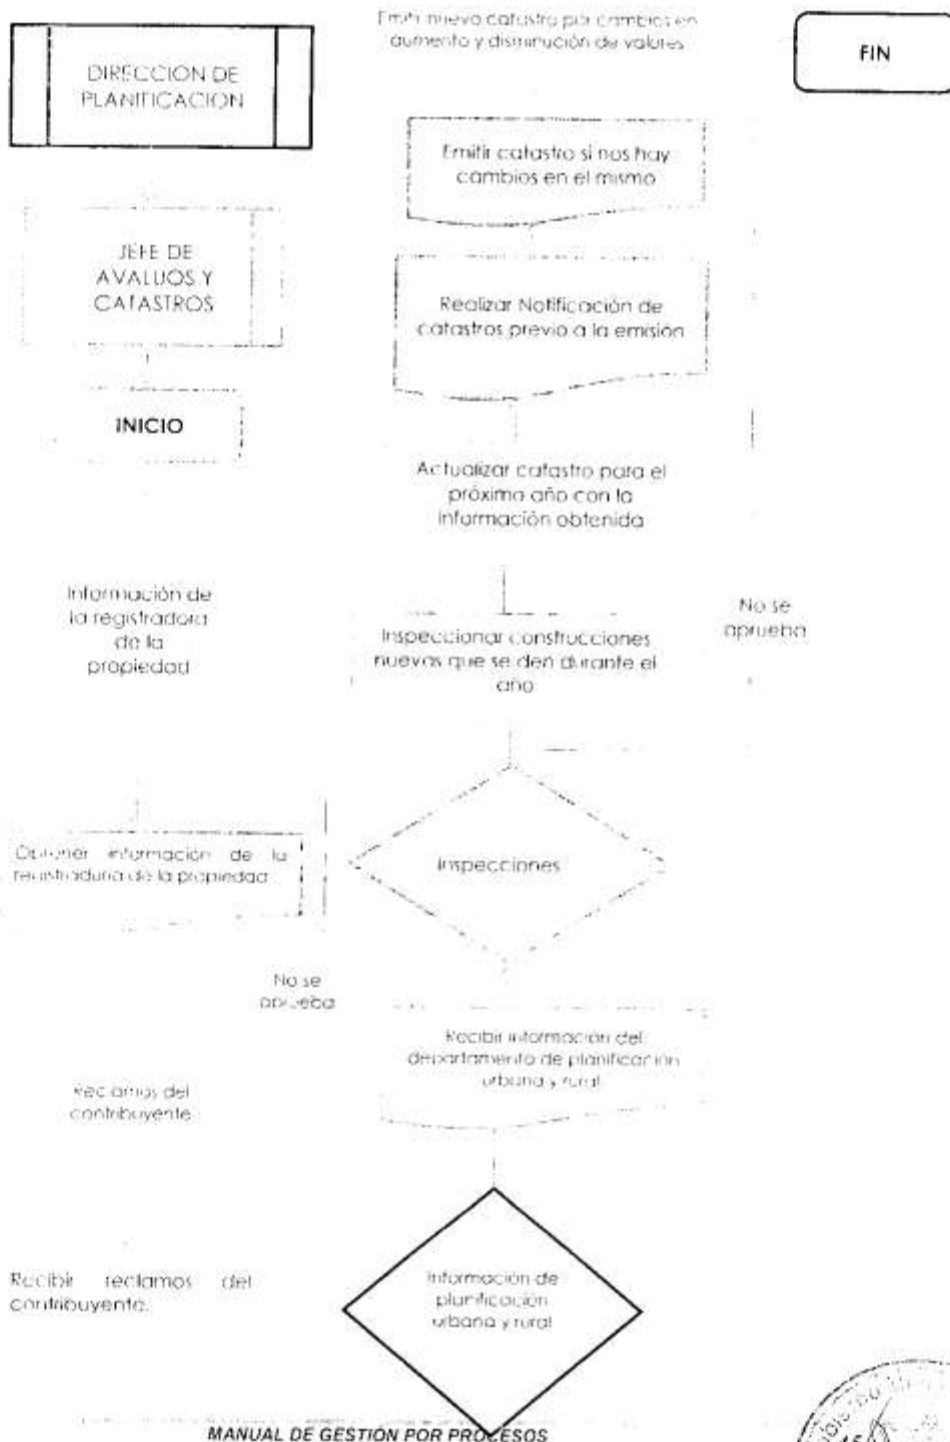 DIRECCION DE
PLANIFICACION
JEFE DE
AVALUOS Y
CATASTROS
INICIO
Información de
la registradora
de la
propiedad
Obtener información de la
registraduria de la propiedad
No se
aprueba
Reclamos del
contribuyente
Recibir reclamos del
contribuyente.
Emitir nuevo catastro por cambios en
aumento y disminución de valores
Emitir catastro si nos hay
cambios en el mismo
Realizar Notificación de
catastros previo a la emisión
Actualizar catastro para el
próximo año con la
información obtenida
Inspeccionar construcciones
nuevas que se den durante el
año
Inspecciones
Recibir información del
departamento de planificación
urbana y rural
Información de
planificación
urbana y rural
FIN
No se
aprueba
MANUAL DE GESTIÓN POR PROCESOS